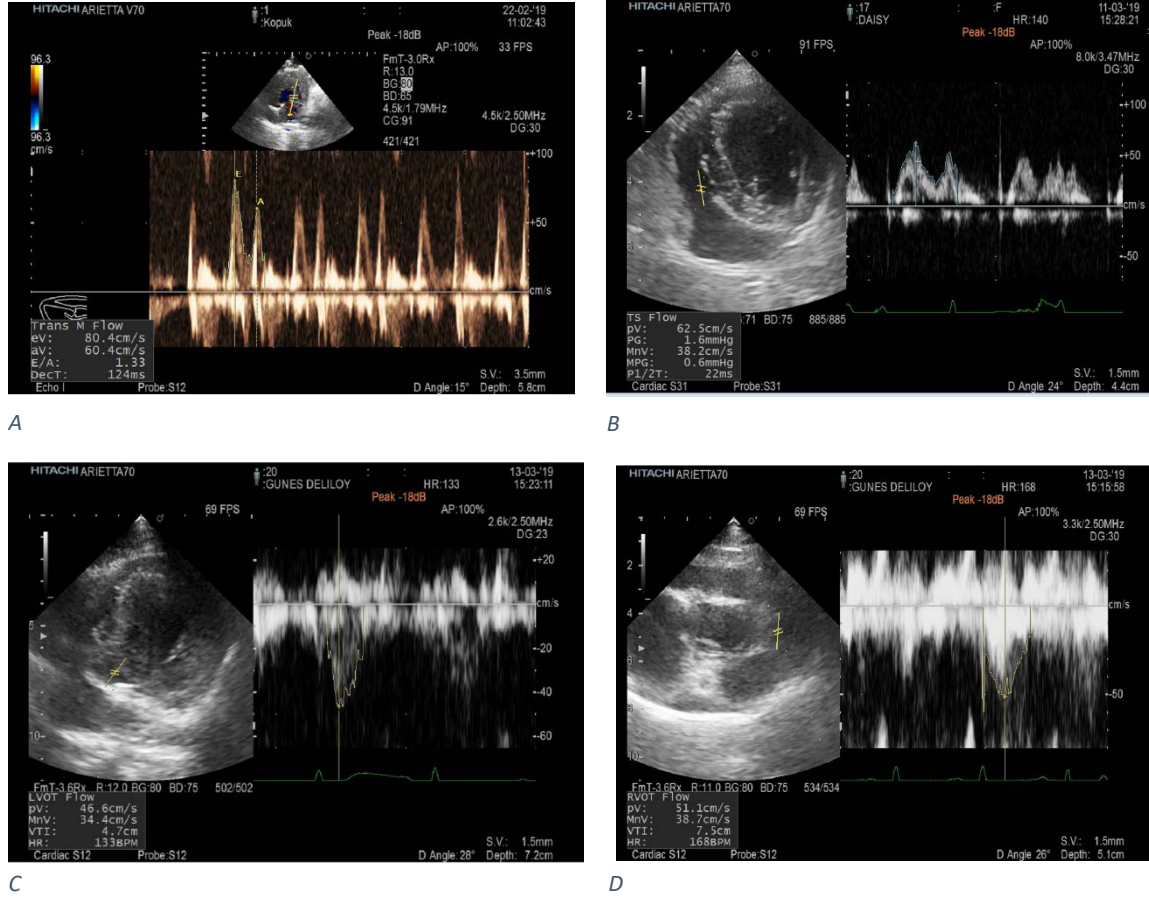 HITACHI ARIETTA V70
:1
:Kopuk
22-02-'19
11:02:43
Peak -18dB
AP:100%
33 FPS
FmT-3.0Rx
R:13.0
BG:80
BD:65
4.5k/1.79MHz
CG:91
421/421
4.5k/2.50MHz
DG:30
96.3
96.3
cm/s
+100
+50
cm/s
E
A
Trans M Flow
eV: 80.4cm/s
aV: 60.4cm/s
E/A: 1.33
DecT: 124ms
Probe:S12
S.V.: 3.5mm
D Angle:15° Depth: 5.8cm
A
HITACHI ARIETTA70
:17 : :F
:DAISY
HR:140
11-03-'19
15:28:21
Peak -18dB
91 FPS
AP:100%
8.0k/3.47MHz
DG:30
2
4
+100
+50
cm/s
-50
:71 BD:75 885/885
TS Flow
pV: 62.5cm/s
PG: 1.6mmHg
MnV: 38.2cm/s
MPG: 0.6mmHg
P1/2T: 22ms
Cardiac S31 Probe:S31
S.V.: 1.5mm
D Angle 24° Depth: 4.4cm
B
HITACHI ARIETTA70
:20 : :
:GUNES DELILOY
HR:133
13-03-'19
15:23:11
Peak -18dB
69 FPS
AP:100%
2.6k/2.50MHz
DG:23
5
10
+20
cm/s
-20
-40
-60
FmT-3.6Rx R:12.0 BG:80 BD:75 502/502
LVOT Flow
pV: 46.6cm/s
MnV: 34.4cm/s
VTI: 4.7cm
HR: 133BPM
Cardiac S12 Probe:S12
S.V.: 1.5mm
D Angle:28° Depth: 7.2cm
C
HITACHI ARIETTA70
:20 : :
:GUNES DELILOY
HR:168
13-03-'19
15:15:58
Peak -18dB
69 FPS
AP:100%
3.3k/2.50MHz
DG:30
2
4
6
cm/s
-50
FmT-3.6Rx R:11.0 BG:80 BD:75 534/534
RVOT Flow
pV: 51.1cm/s
MnV: 38.7cm/s
VTI: 7.5cm
HR: 168BPM
Cardiac S12 Probe:S12
S.V.: 1.5mm
D Angle 26° Depth: 5.1cm
D